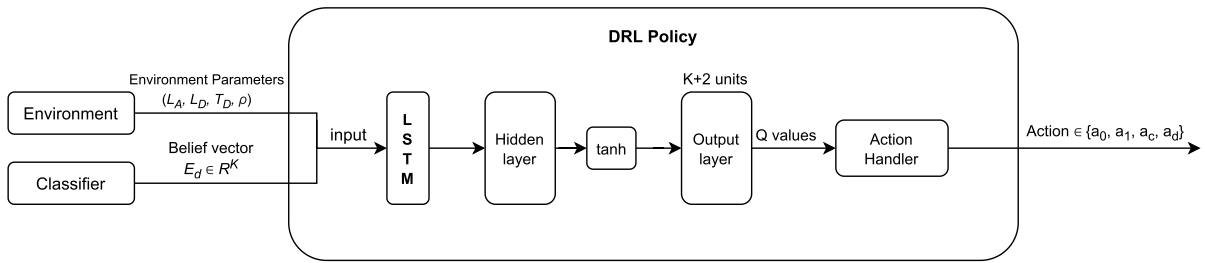 DRL Policy
Environment Parameters
(L_A, L_D, T_D, ρ)
Environment
Belief vector
E_d ∈ R^K
Classifier
input
L
S
T
M
Hidden
layer
tanh
K+2 units
Output
layer
Q values
Action
Handler
Action ∈ {a_0, a_1, a_c, a_d}